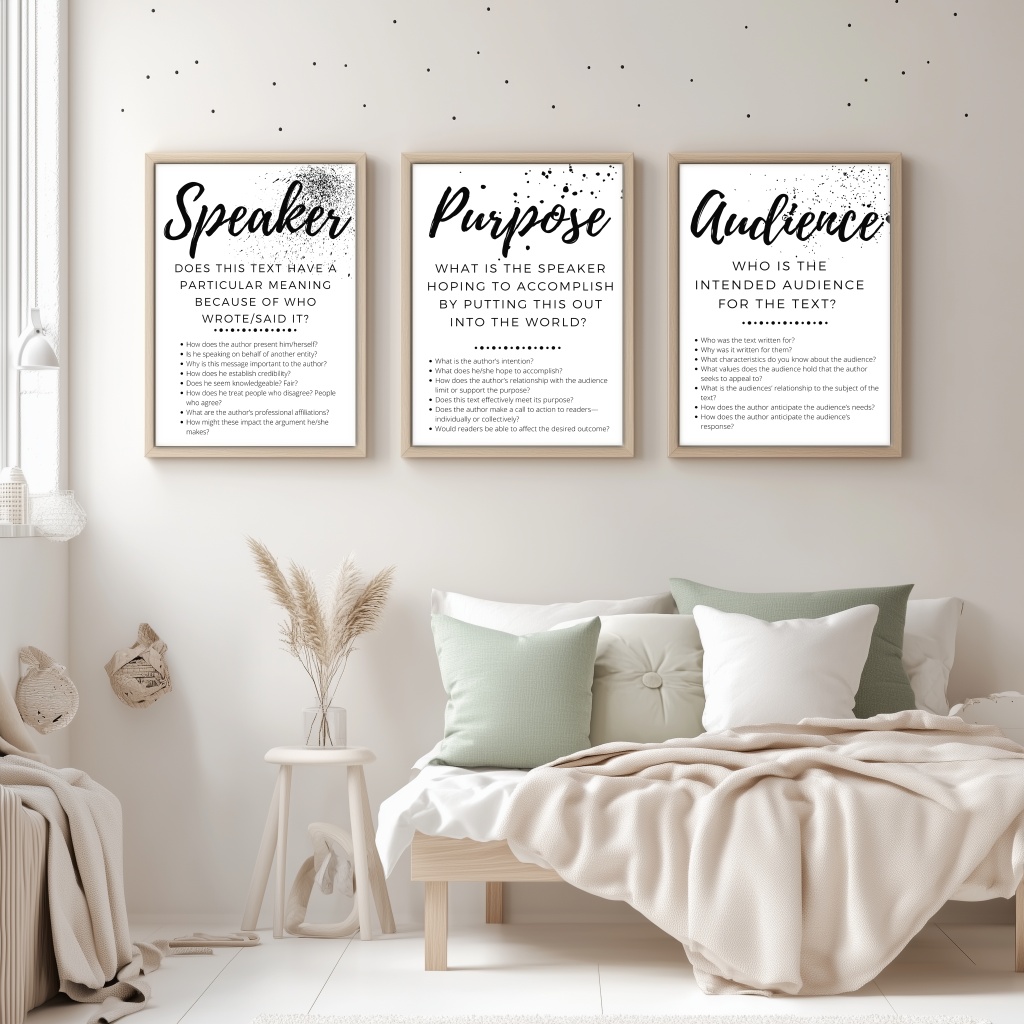 Speaker
DOES THIS TEXT HAVE A
PARTICULAR MEANING
BECAUSE OF WHO
WROTE/SAID IT?
• How does the author present him/herself?
• Is he speaking on behalf of another entity?
• Why is this message important to the author?
• How does he establish credibility?
• Does he seem knowledgeable? Fair?
• How does he treat people who disagree? People
who agree?
• What are the author's professional affiliations?
• How might these impact the argument he/she
makes?
Purpose
WHAT IS THE SPEAKER
HOPING TO ACCOMPLISH
BY PUTTING THIS OUT
INTO THE WORLD?
• What is the author's intention?
• What does he/she hope to accomplish?
• How does the author's relationship with the audience
limit or support the purpose?
• Does this text effectively meet its purpose?
• Does the author make a call to action to readers—
individually or collectively?
• Would readers be able to affect the desired outcome?
Audience
WHO IS THE
INTENDED AUDIENCE
FOR THE TEXT?
• Who was the text written for?
• Why was it written for them?
• What characteristics do you know about the audience?
• What values does the audience hold that the author
seeks to appeal to?
• What is the audiences' relationship to the subject of the
text?
• How does the author anticipate the audience's needs?
• How does the author anticipate the audience's
response?